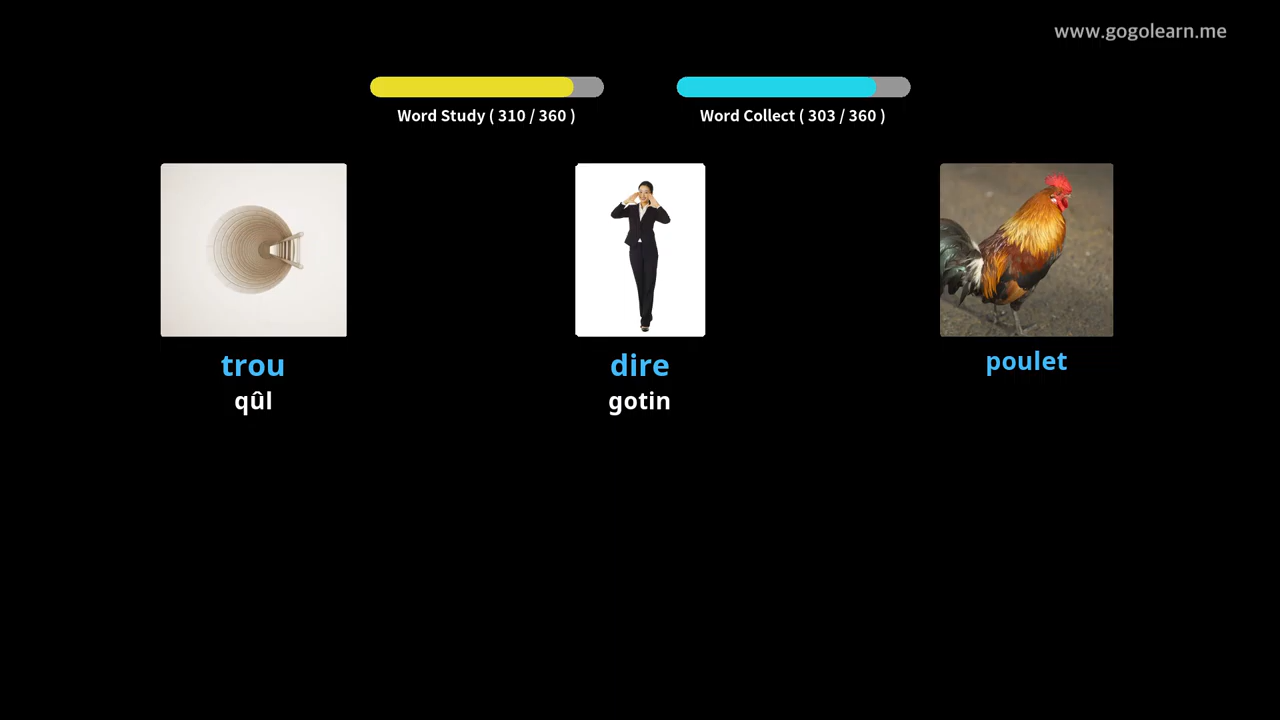 www.gogolearn.me
Word Study ( 310 / 360 )
Word Collect ( 303 / 360 )
trou
qûl
dire
gotin
poulet